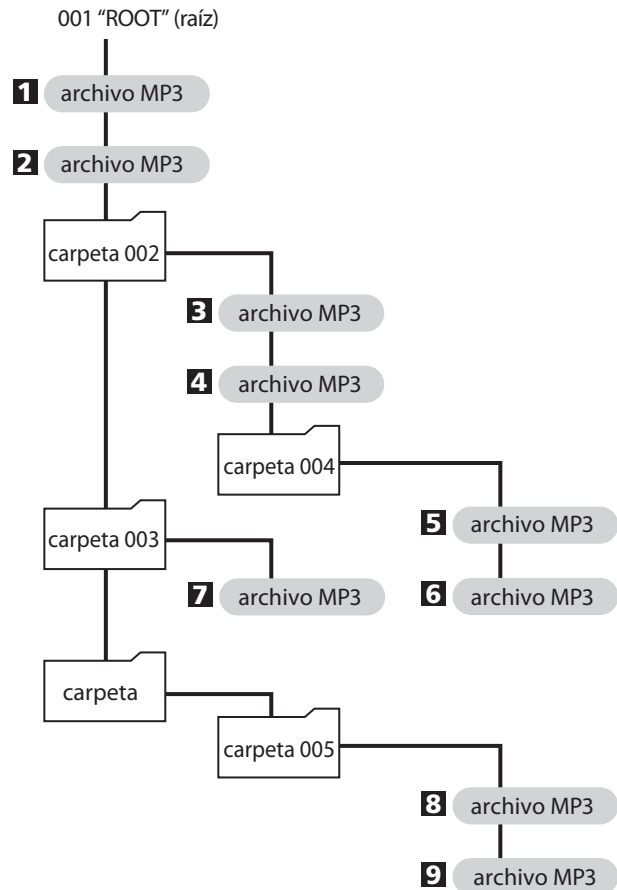 001 “ROOT” (raíz)
1 archivo MP3
2 archivo MP3
carpeta 002
3 archivo MP3
4 archivo MP3
carpeta 004
5 archivo MP3
carpeta 003
7 archivo MP3
6 archivo MP3
carpeta
carpeta 005
8 archivo MP3
9 archivo MP3